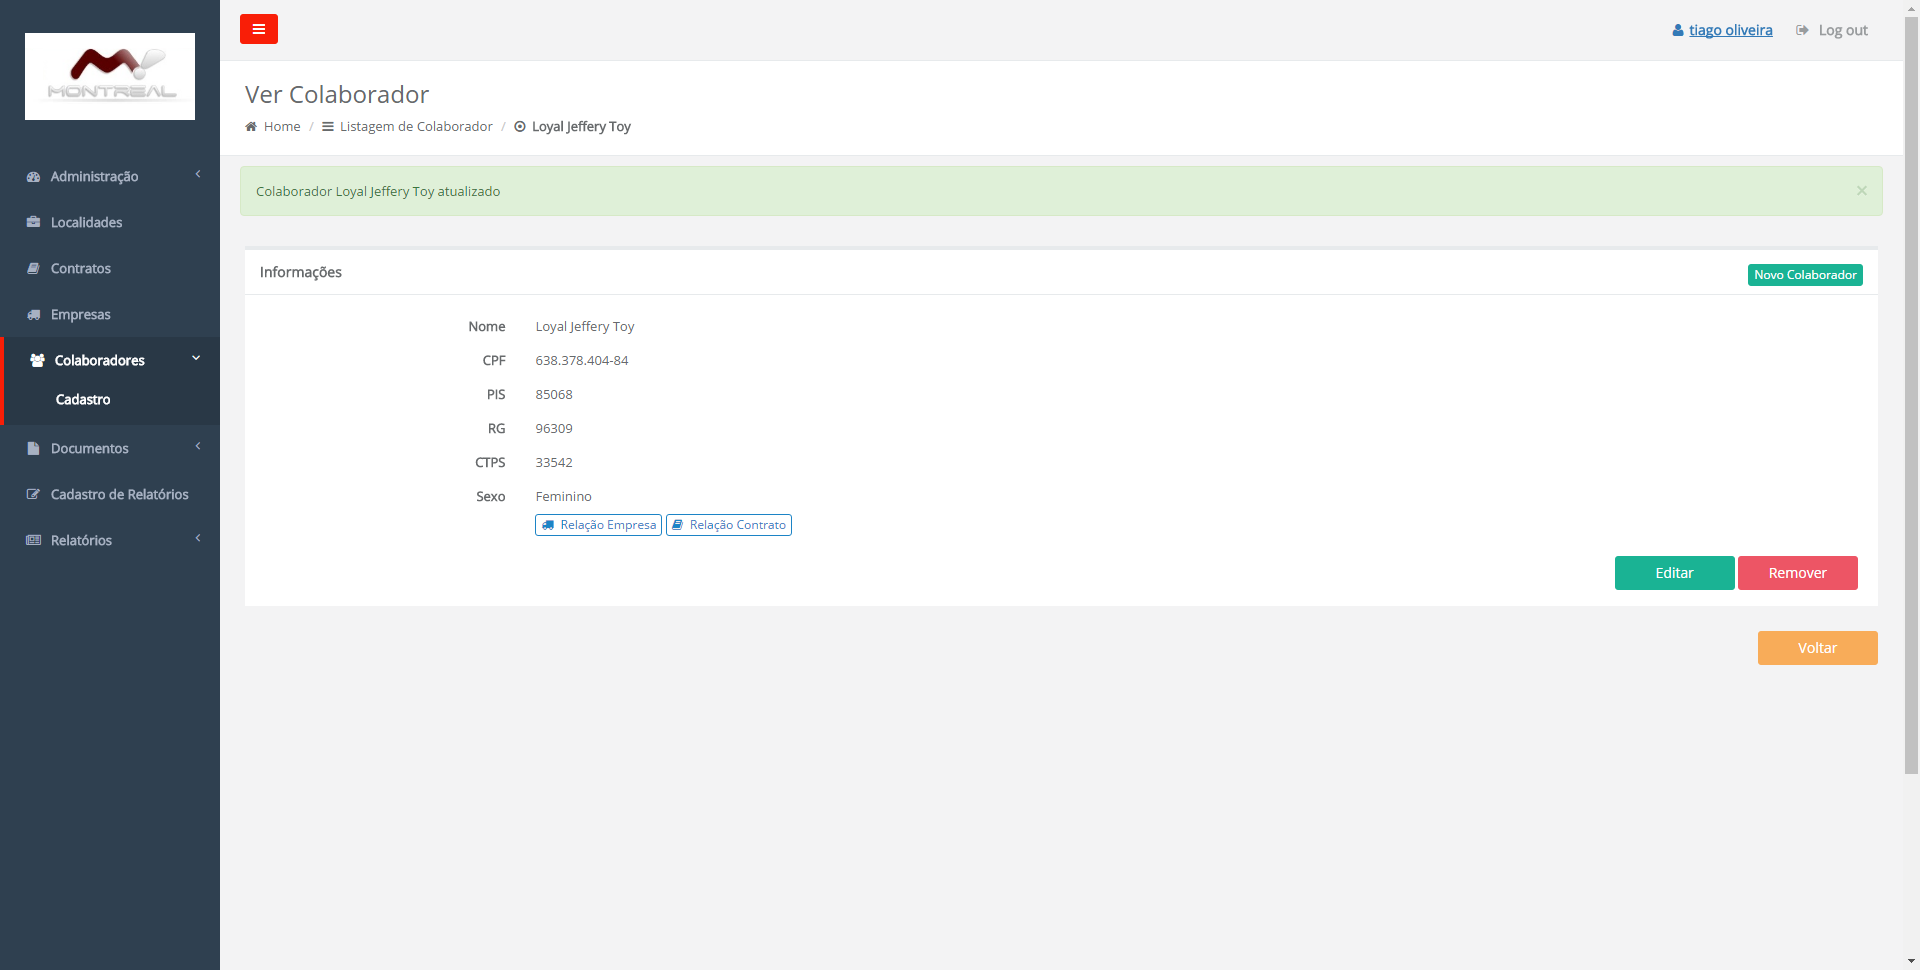 MONTREAL
tiago oliveira
Log out
Ver Colaborador
Home / Listagem de Colaborador / Loyal Jeffery Toy
Administração
Localidades
Contratos
Empresas
Colaboradores
Cadastro
Documentos
Cadastro de Relatórios
Relatórios
Colaborador Loyal Jeffery Toy atualizado ×
Informações
Novo Colaborador
Nome Loyal Jeffery Toy
CPF 638.378.404-84
PIS 85068
RG 96309
CTPS 33542
Sexo Feminino
Relação Empresa Relação Contrato
Editar Remover
Voltar